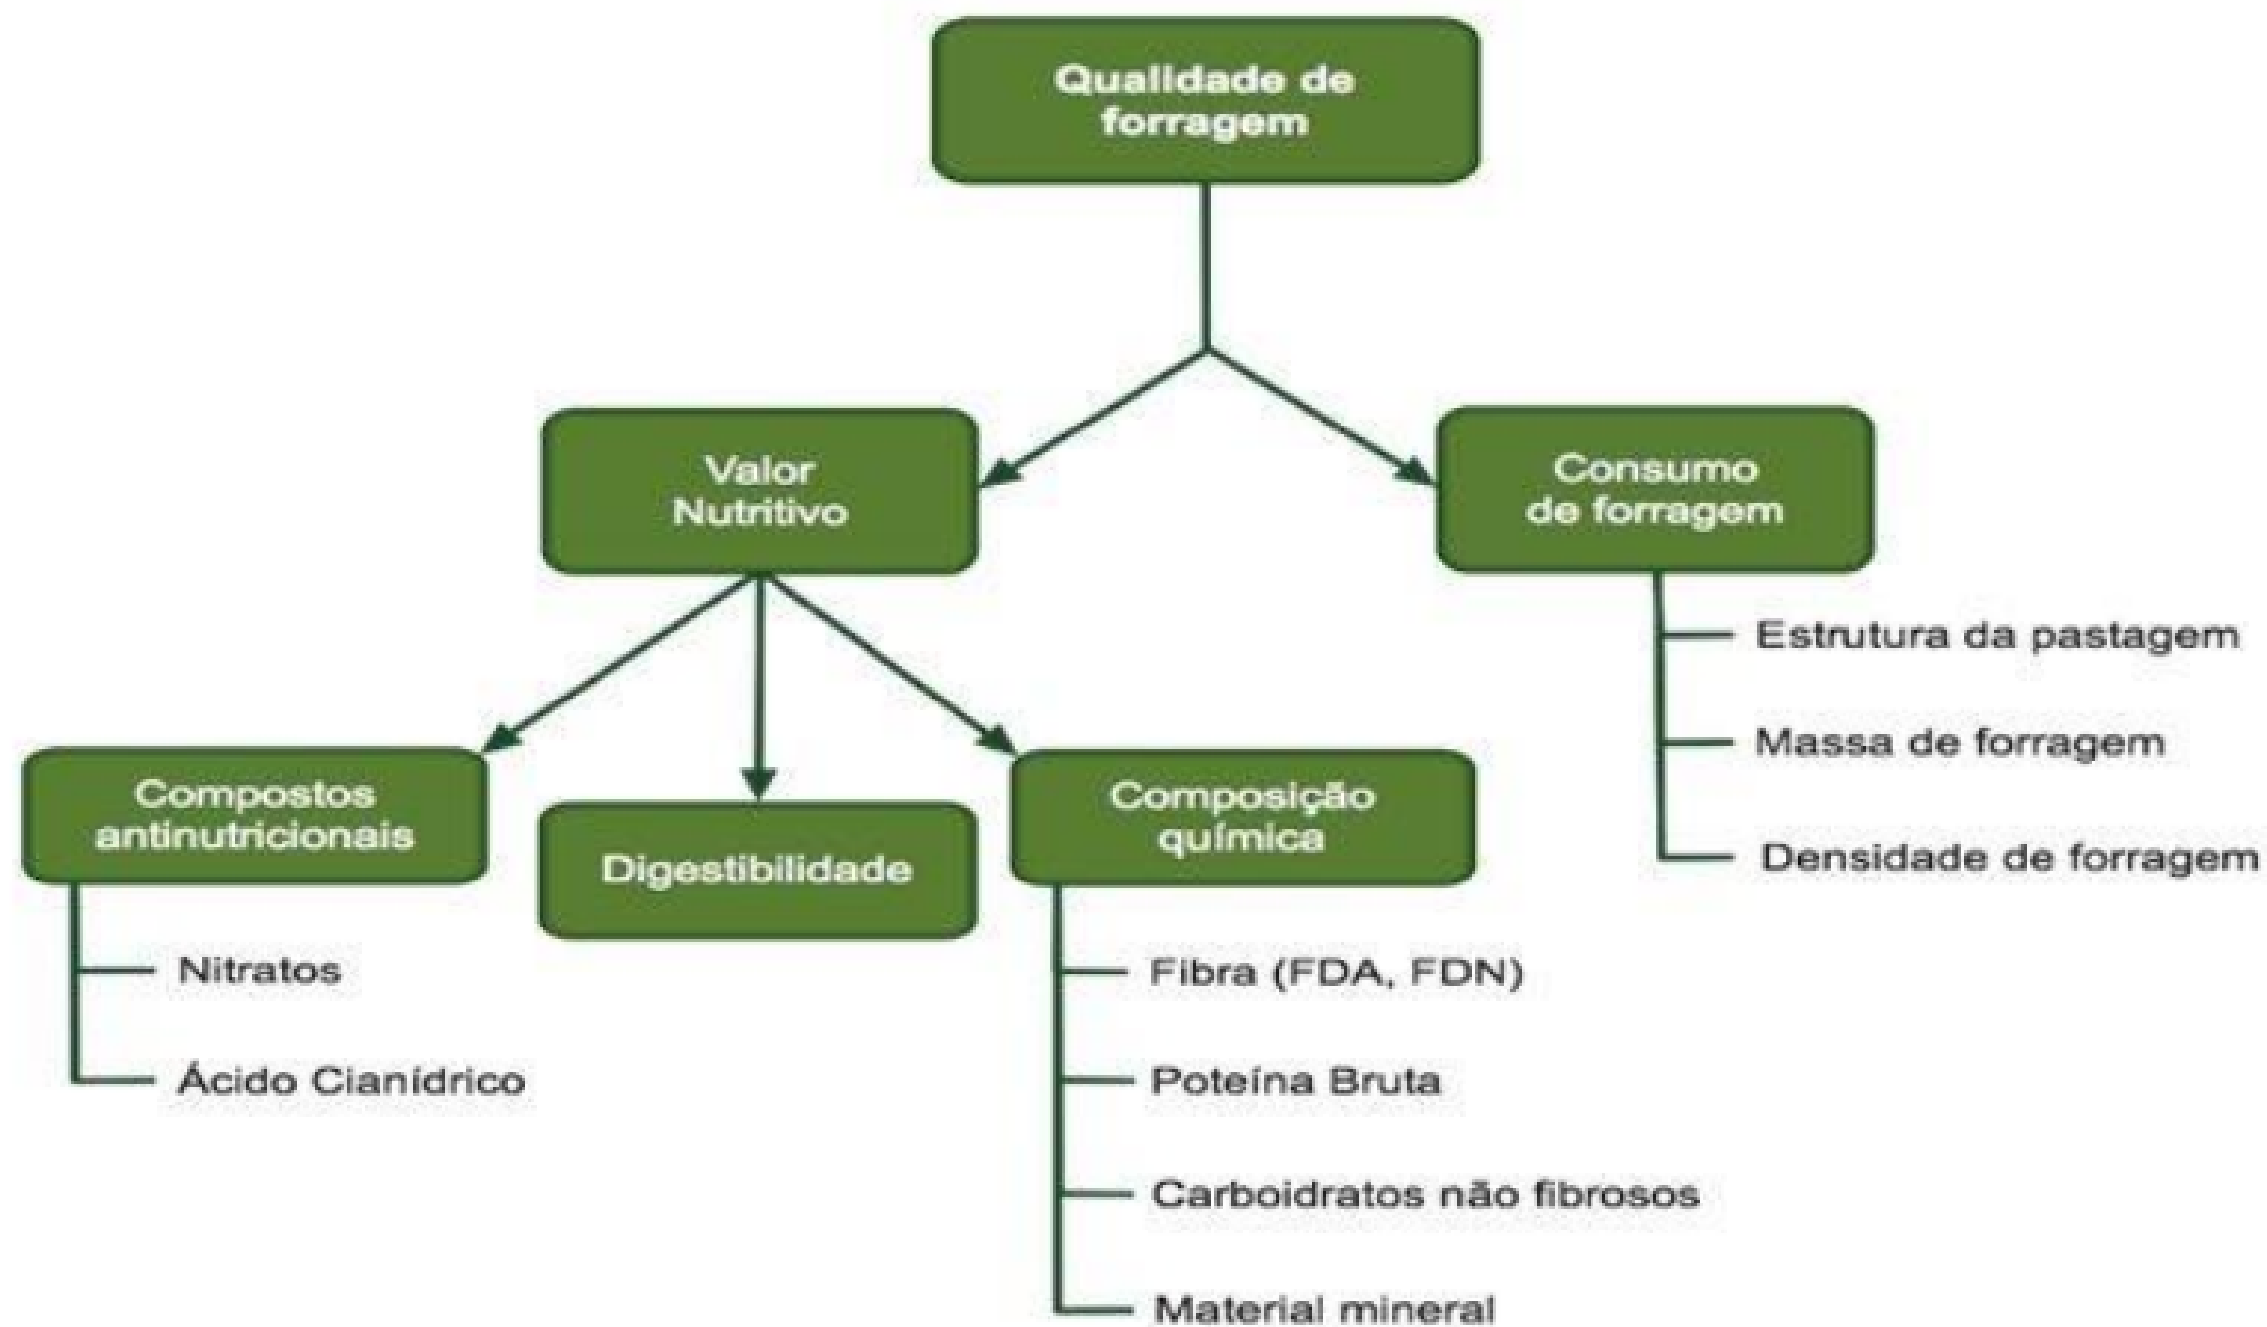 Qualidade de
forragem
Valor
Nutritivo
Consumo
de forragem
Estrutura da pastagem
Massa de forragem
Densidade de forragem
Compostos
antinutricionais
Digestibilidade
Composição
química
Nitratos
Ácido Cianídrico
Fibra (FDA, FDN)
Poteína Bruta
Carboidratos não fibrosos
Material mineral